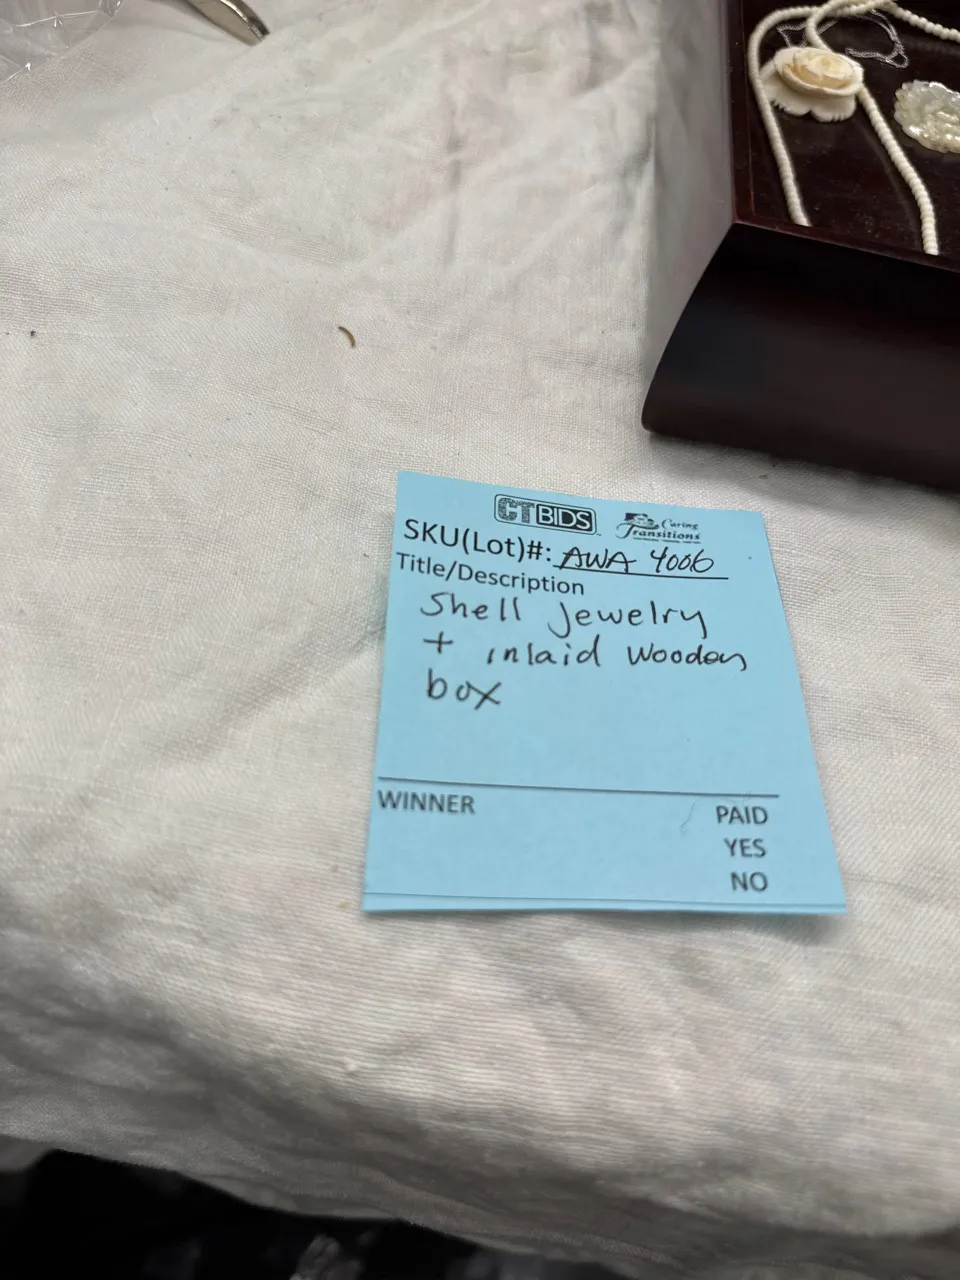 CTBIDS
Caring
Transitions
SKU(Lot)#: AWA 4006
Title/Description
Shell Jewelry
+ inlaid wooden
box
WINNER
PAID
YES
NO